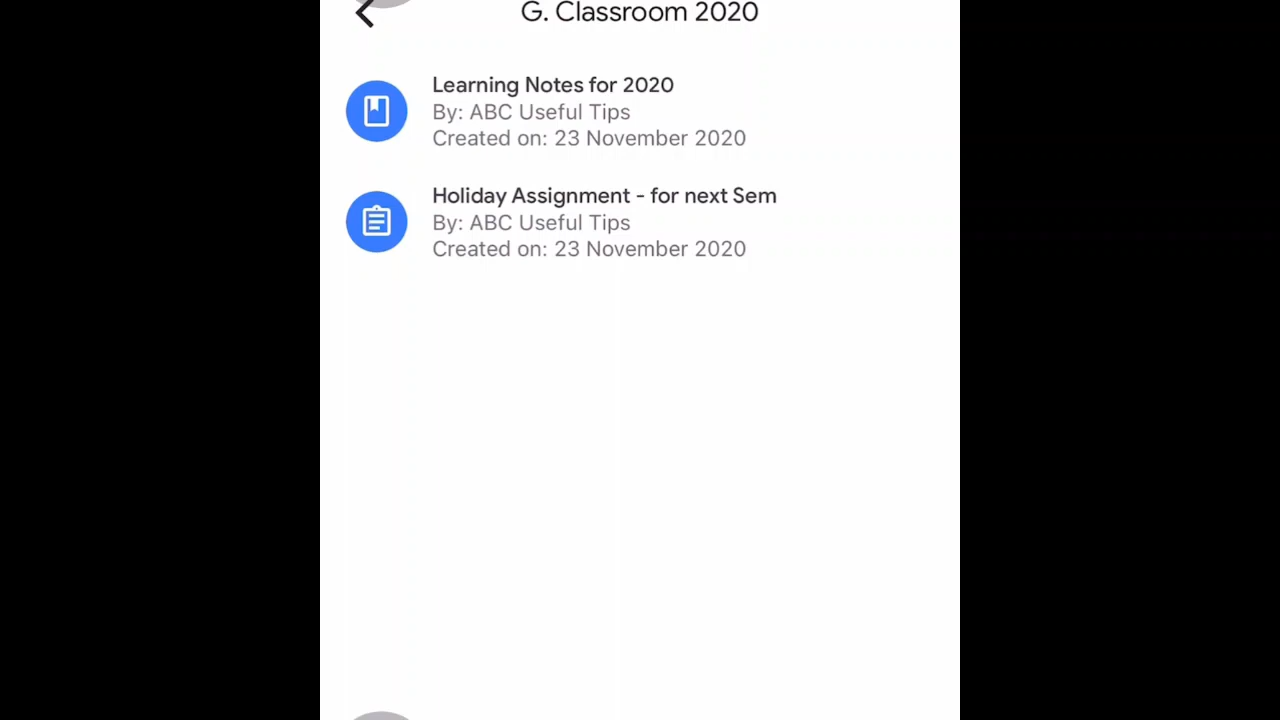 G. Classroom 2020
Learning Notes for 2020
By: ABC Useful Tips
Created on: 23 November 2020
Holiday Assignment - for next Sem
By: ABC Useful Tips
Created on: 23 November 2020